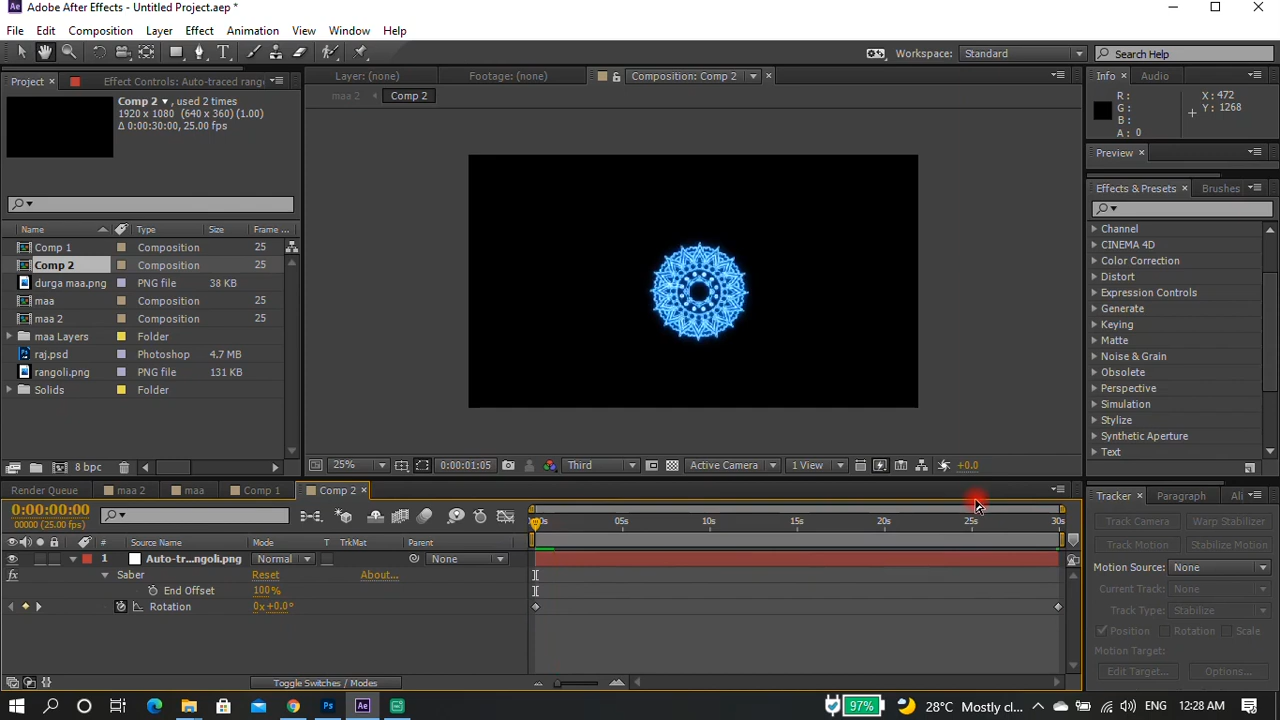 Ae Adobe After Effects - Untitled Project.aep *
File Edit Composition Layer Effect Animation View Window Help
Workspace: Standard Search Help
Project Effect Controls: Auto-traced rang
Layer: (none) Footage: (none) Composition: Comp 2
Info Audio
Comp 2 , used 2 times
1920 x 1080 (640 x 360) (1.00)
Δ 0:00:30:00, 25.00 fps
maa 2 Comp 2
R : X : 472
G : Y : 1268
B :
A : 0
Preview
Effects & Presets Brushes
Name Type Size Frame ...
Comp 1 Composition 25
Comp 2 Composition 25
durga maa.png PNG file 38 KB
maa Composition 25
maa 2 Composition 25
maa Layers Folder
raj.psd Photoshop 4.7 MB
rangoli.png PNG file 131 KB
Solids Folder
Channel
CINEMA 4D
Color Correction
Distort
Expression Controls
Generate
Keying
Matte
Noise & Grain
Obsolete
Perspective
Simulation
Stylize
Synthetic Aperture
Text
8 bpc
25% 0:00:01:05 Third Active Camera 1 View +0.0
Render Queue maa 2 maa Comp 1 Comp 2
Tracker Paragraph Ali
0:00:00:00
00000 (25.00 fps)
05s 10s 15s 20s 25s 30s
Track Camera Warp Stabilizer
Track Motion Stabilize Motion
Motion Source: None
Current Track: None
Track Type: Stabilize
Position Rotation Scale
Motion Target:
Edit Target... Options...
# Source Name Mode T TrkMat Parent
1 Auto-tr...ngoli.png Normal None
fx Saber Reset About...
End Offset 100%
Rotation 0x+0.0°
Toggle Switches / Modes
Ps Ae 97% 28°C Mostly cl... ENG 12:28 AM